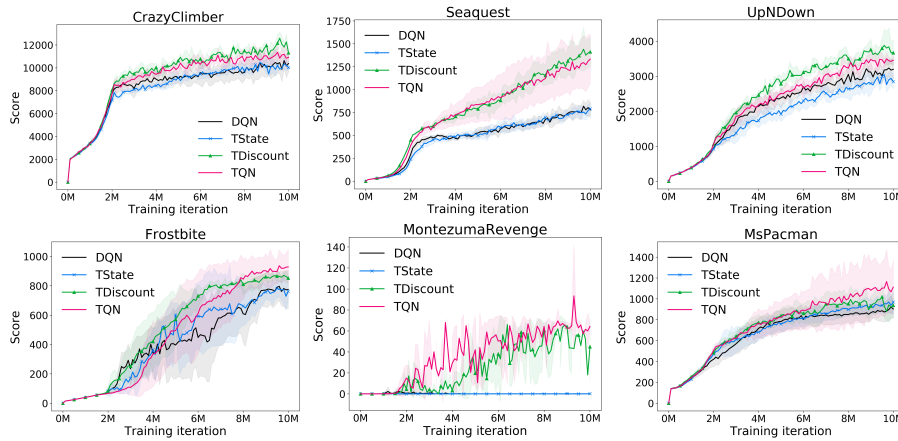 CrazyClimber
Score
12000
10000
8000
6000
4000
2000
0
DQN
TState
TDiscount
TQN
0M 2M 4M 6M 8M 10M
Training iteration
Seaquest
Score
1750
1500
1250
1000
750
500
250
0
DQN
TState
TDiscount
TQN
0M 2M 4M 6M 8M 10M
Training iteration
UpNDown
Score
4000
3000
2000
1000
0
DQN
TState
TDiscount
TQN
0M 2M 4M 6M 8M 10M
Training iteration
Frostbite
Score
1000
800
600
400
200
0
DQN
TState
TDiscount
TQN
0M 2M 4M 6M 8M 10M
Training iteration
MontezumaRevenge
Score
140
120
100
80
60
40
20
0
DQN
TState
TDiscount
TQN
0M 2M 4M 6M 8M 10M
Training iteration
MsPacman
Score
1400
1200
1000
800
600
400
200
0
DQN
TState
TDiscount
TQN
0M 2M 4M 6M 8M 10M
Training iteration